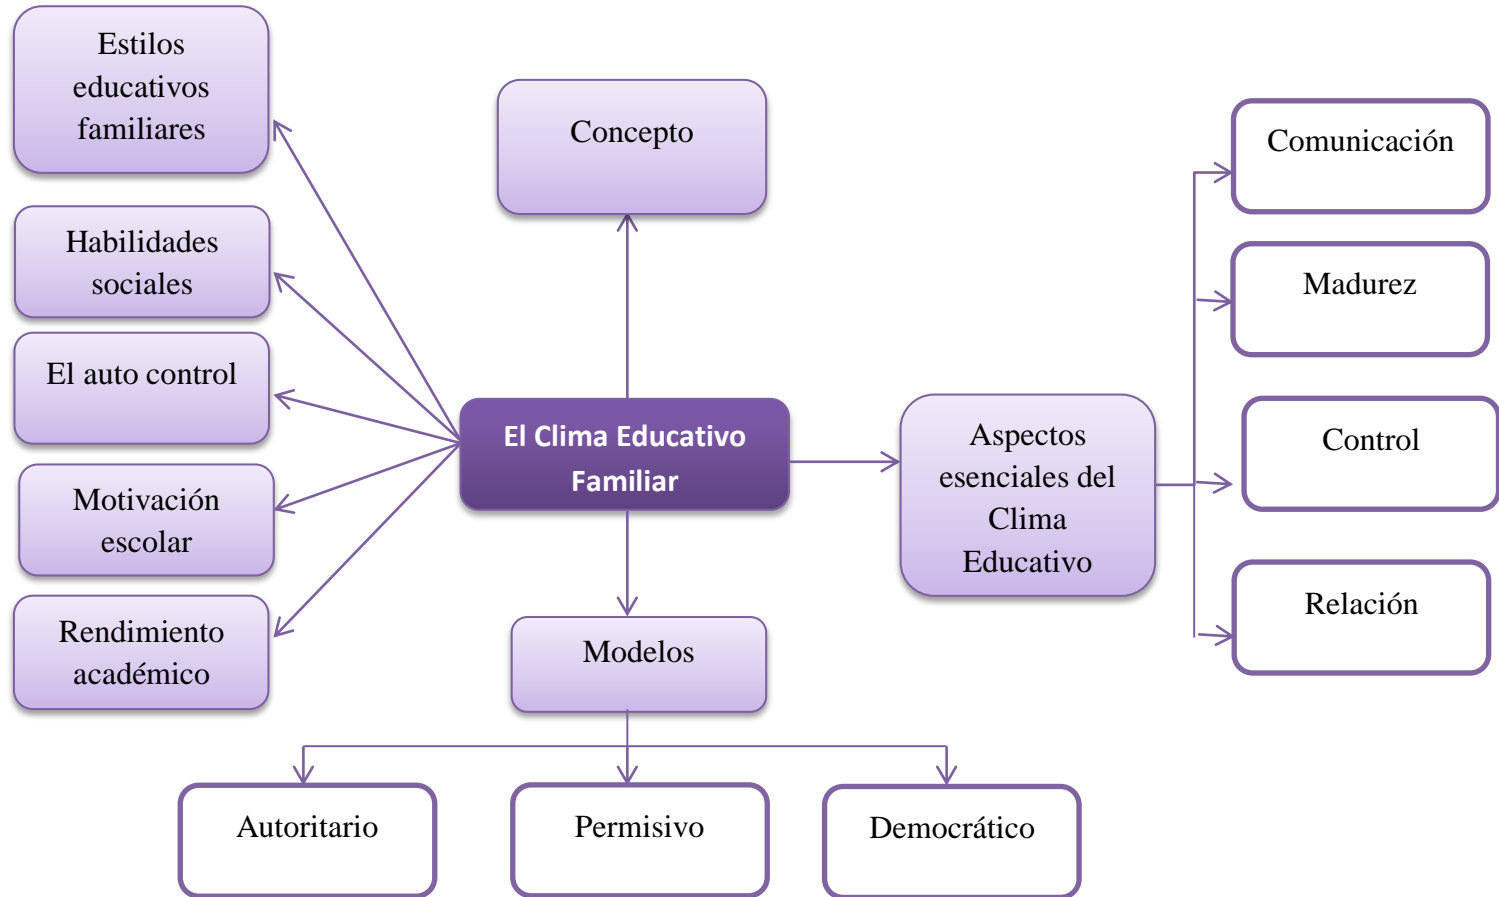 Estilos
educativos
familiares
Habilidades
sociales
El auto control
Motivación
escolar
Rendimiento
académico
Concepto
El Clima Educativo
Familiar
Modelos
Autoritario
Permisivo
Democrático
Aspectos
esenciales del
Clima
Educativo
Comunicación
Madurez
Control
Relación